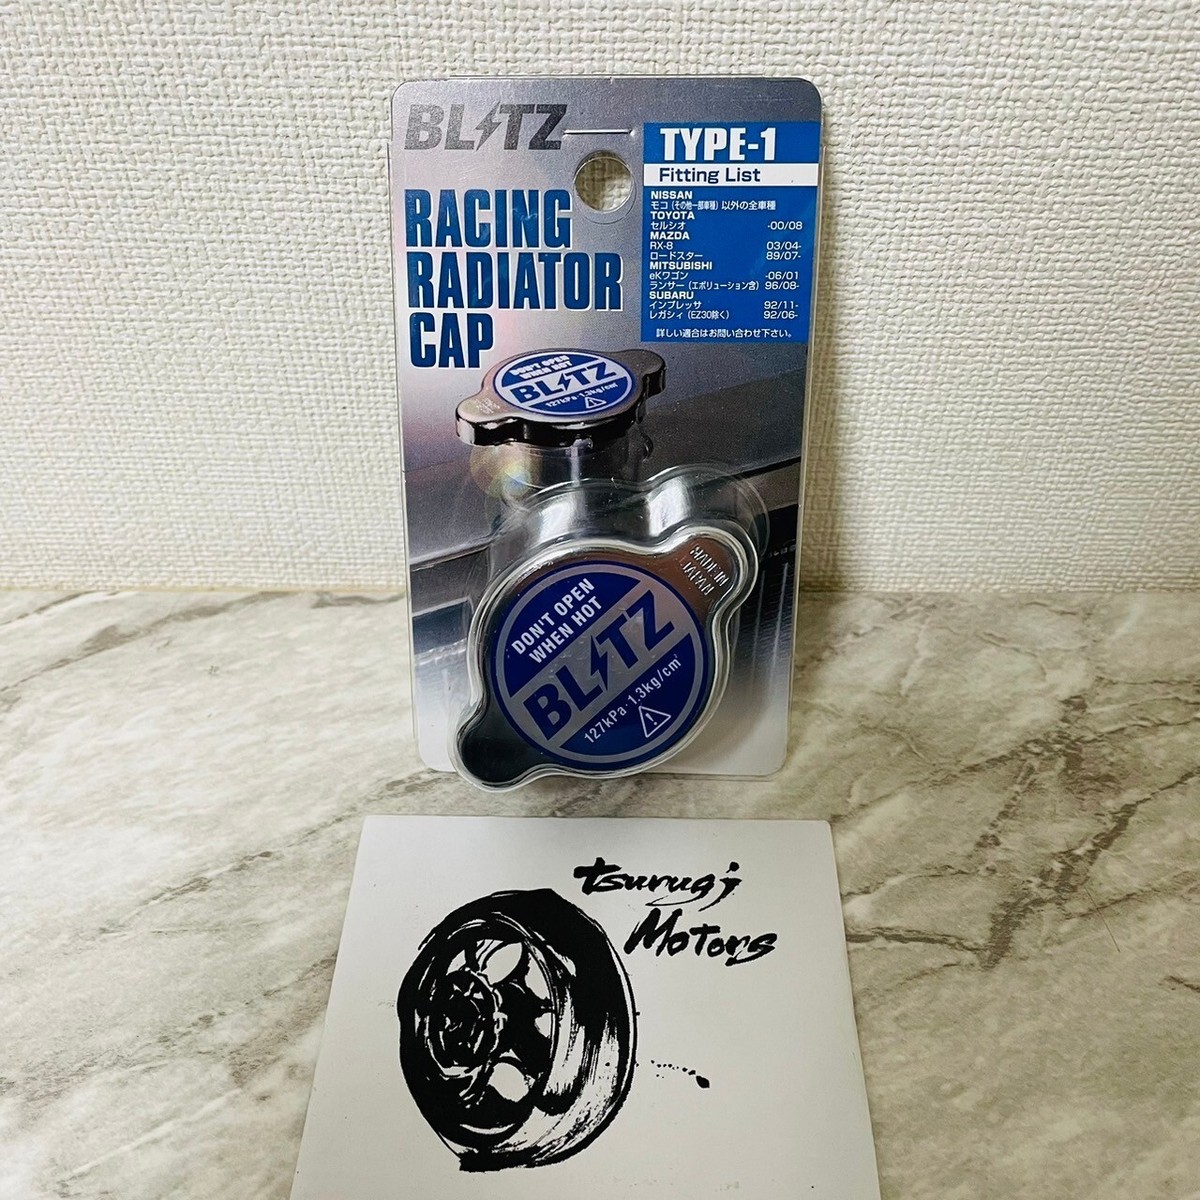 BLITZ
RACING
RADIATOR
CAP
TYPE-1
Fitting List
NISSAN
モコ(その他一部車種)以外の全車種
TOYOTA
セルシオ -00/08
MAZDA
RX-8 03/04-
ロードスター 89/07-
MITSUBISHI
eKワゴン -06/01
ランサー(エボリューション含) 96/08-
SUBARU
インプレッサ 92/11-
レガシィ(EZ30除く) 92/06-
詳しい適合はお問い合わせ下さい。
DON'T OPEN
WHEN HOT
BLITZ
127kPa・1.3kg/cm²
MADE IN
JAPAN
DON'T OPEN
WHEN HOT
BLITZ
127kPa・1.3kg/cm²
tsurugi
Motors